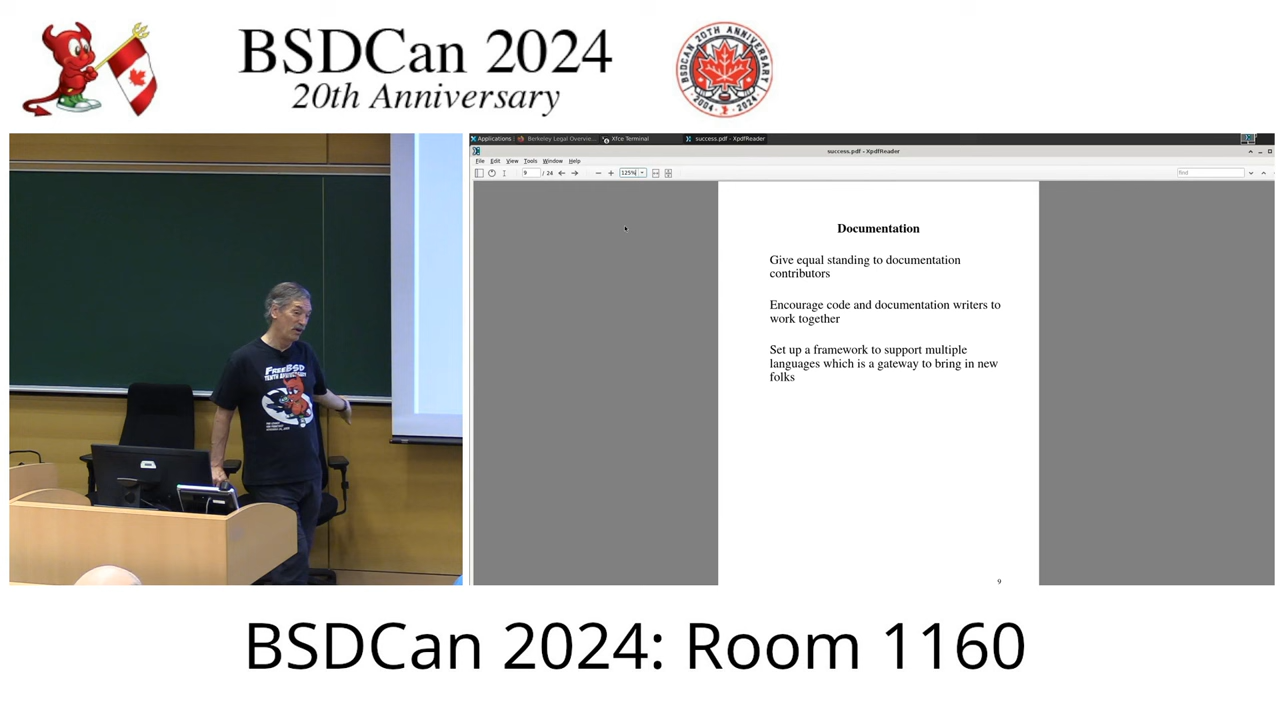 BSDCan 2024
20th Anniversary
BSDCAN 20TH ANNIVERSARY
2004 2024
Applications
Berkeley Legal Overvie...
Xfce Terminal
success.pdf - XpdfReader
success.pdf - XpdfReader
File Edit View Tools Window Help
9 / 24
125%
find
Documentation
Give equal standing to documentation
contributors
Encourage code and documentation writers to
work together
Set up a framework to support multiple
languages which is a gateway to bring in new
folks
9
FREEBSD
TENTH ANNIVERSARY
BSDCan 2024: Room 1160